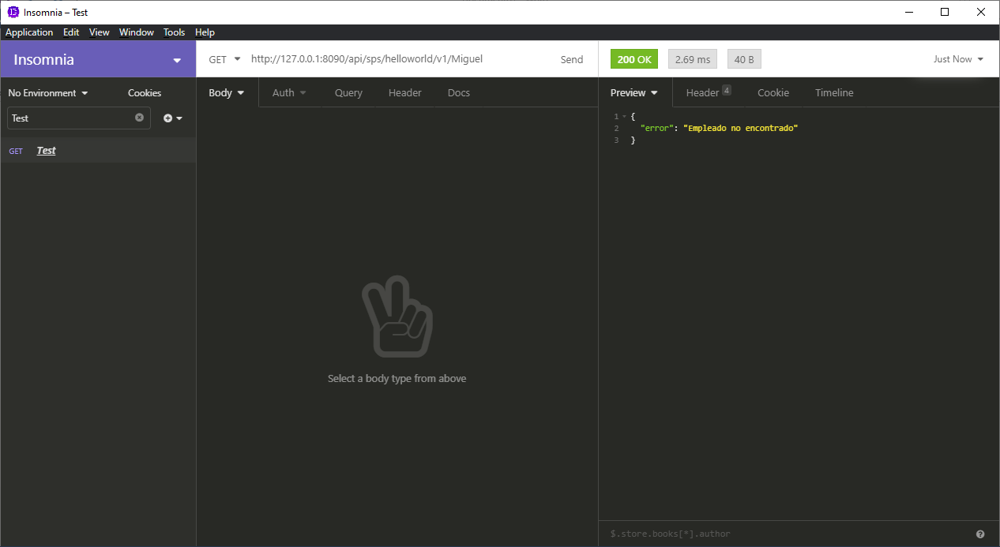 Insomnia – Test
Application Edit View Window Tools Help
Insomnia
GET http://127.0.0.1:8090/api/sps/helloworld/v1/Miguel Send
200 OK 2.69 ms 40 B Just Now
No Environment Cookies
Body Auth Query Header Docs
Preview Header 4 Cookie Timeline
Test
GET Test
1 {
2 "error": "Empleado no encontrado"
3 }
Select a body type from above
$.store.books[*].author